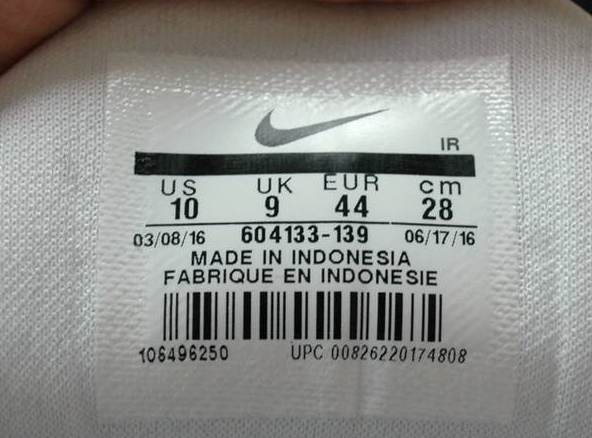 IR
US UK EUR cm
10 9 44 28
03/08/16 604133-139 06/17/16
MADE IN INDONESIA
FABRIQUE EN INDONESIE
106496250 UPC 00826220174808